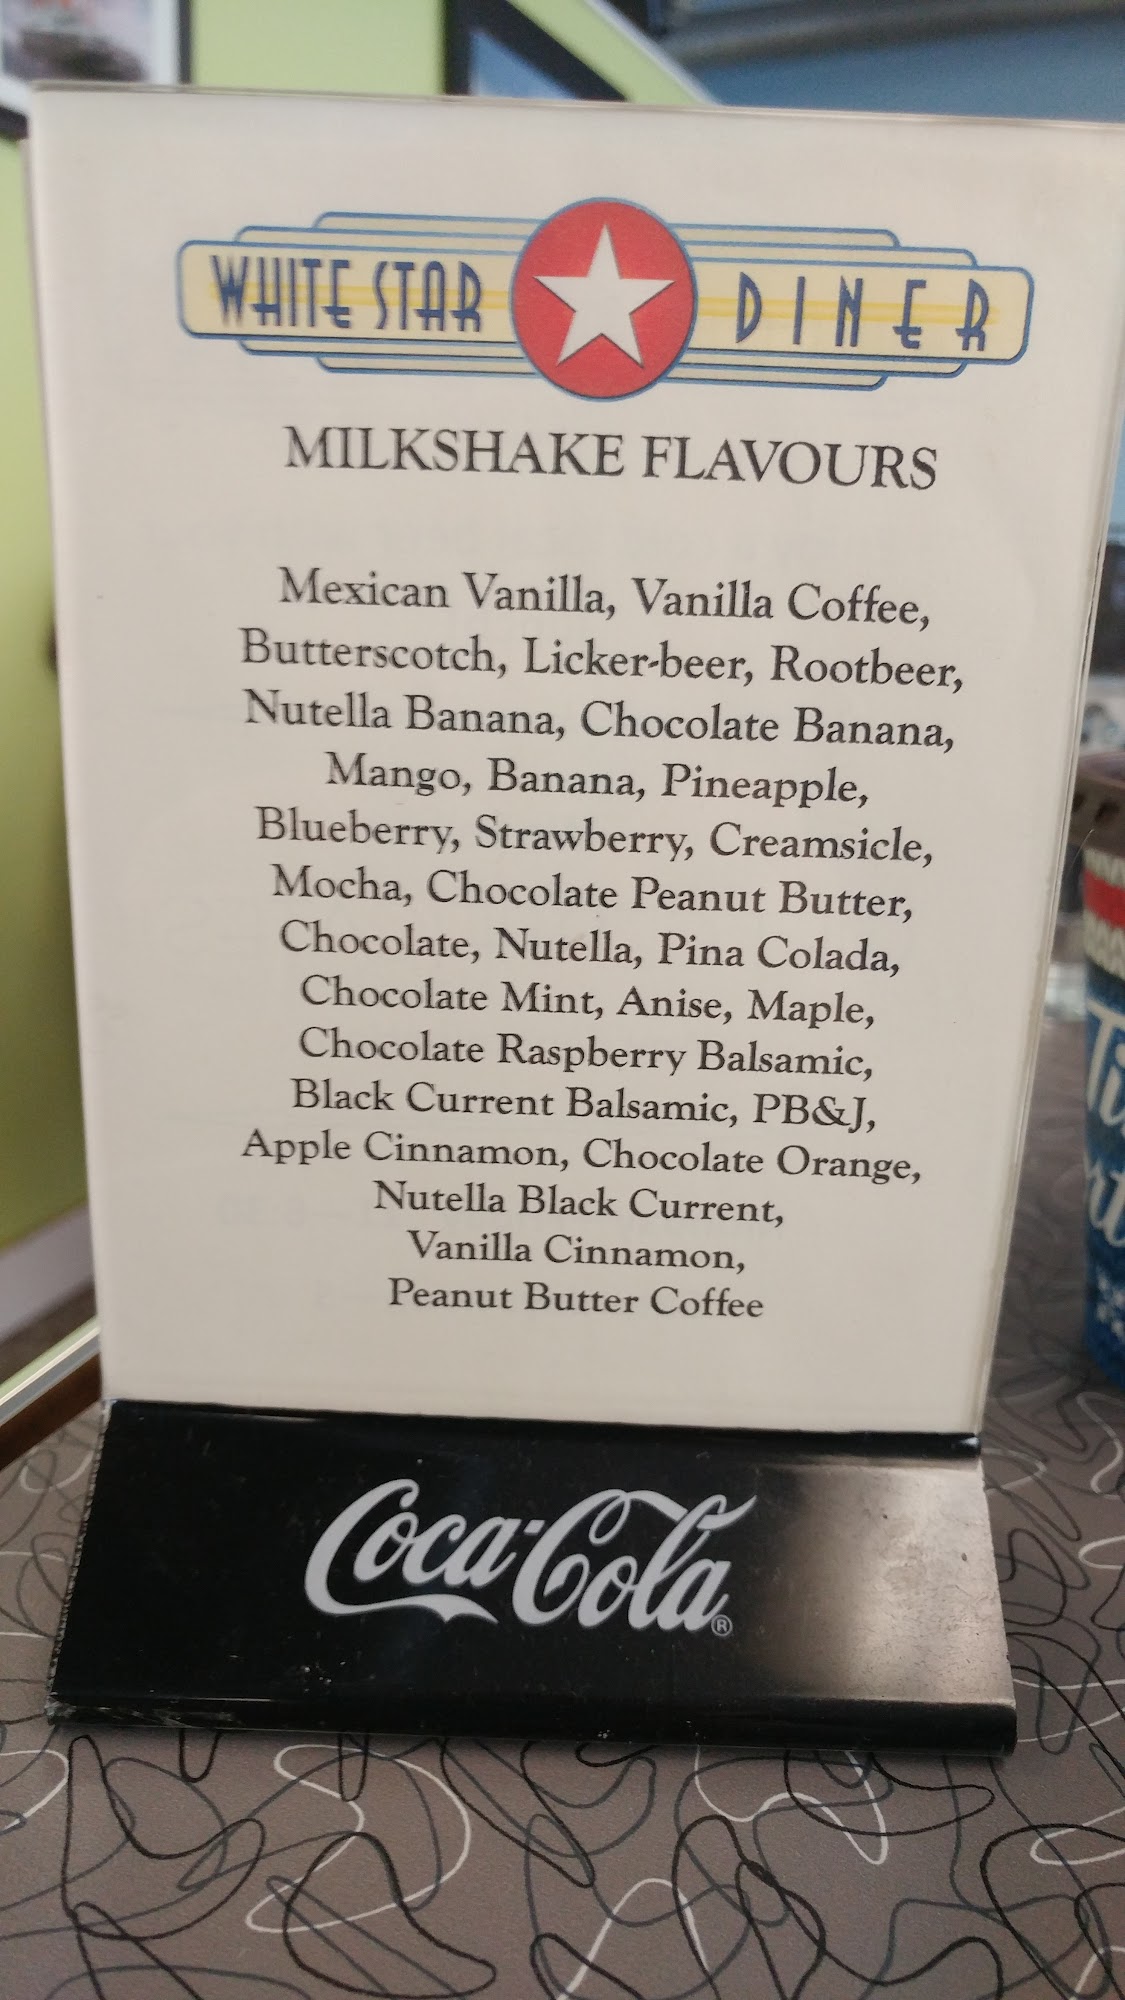 WHITE STAR DINER
MILKSHAKE FLAVOURS
Mexican Vanilla, Vanilla Coffee,
Butterscotch, Licker-beer, Rootbeer,
Nutella Banana, Chocolate Banana,
Mango, Banana, Pineapple,
Blueberry, Strawberry, Creamsicle,
Mocha, Chocolate Peanut Butter,
Chocolate, Nutella, Pina Colada,
Chocolate Mint, Anise, Maple,
Chocolate Raspberry Balsamic,
Black Current Balsamic, PB&J,
Apple Cinnamon, Chocolate Orange,
Nutella Black Current,
Vanilla Cinnamon,
Peanut Butter Coffee
Coca-Cola®